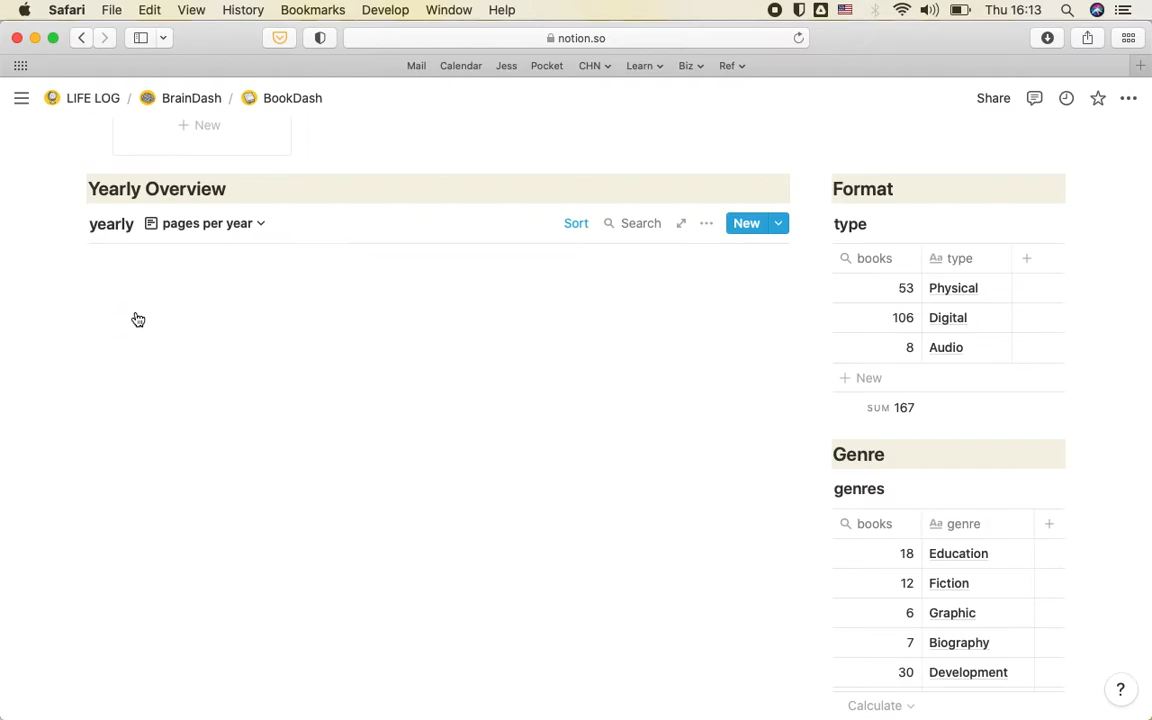 Safari File Edit View History Bookmarks Develop Window Help Thu 16:13
notion.so
Mail Calendar Jess Pocket CHN Learn Biz Ref
LIFE LOG / BrainDash / BookDash Share
+ New
Yearly Overview
yearly pages per year Sort Search New
Format
type
books Aa type +
53 Physical
106 Digital
8 Audio
+ New
SUM 167
Genre
genres
books Aa genre +
18 Education
12 Fiction
6 Graphic
7 Biography
30 Development
Calculate
?